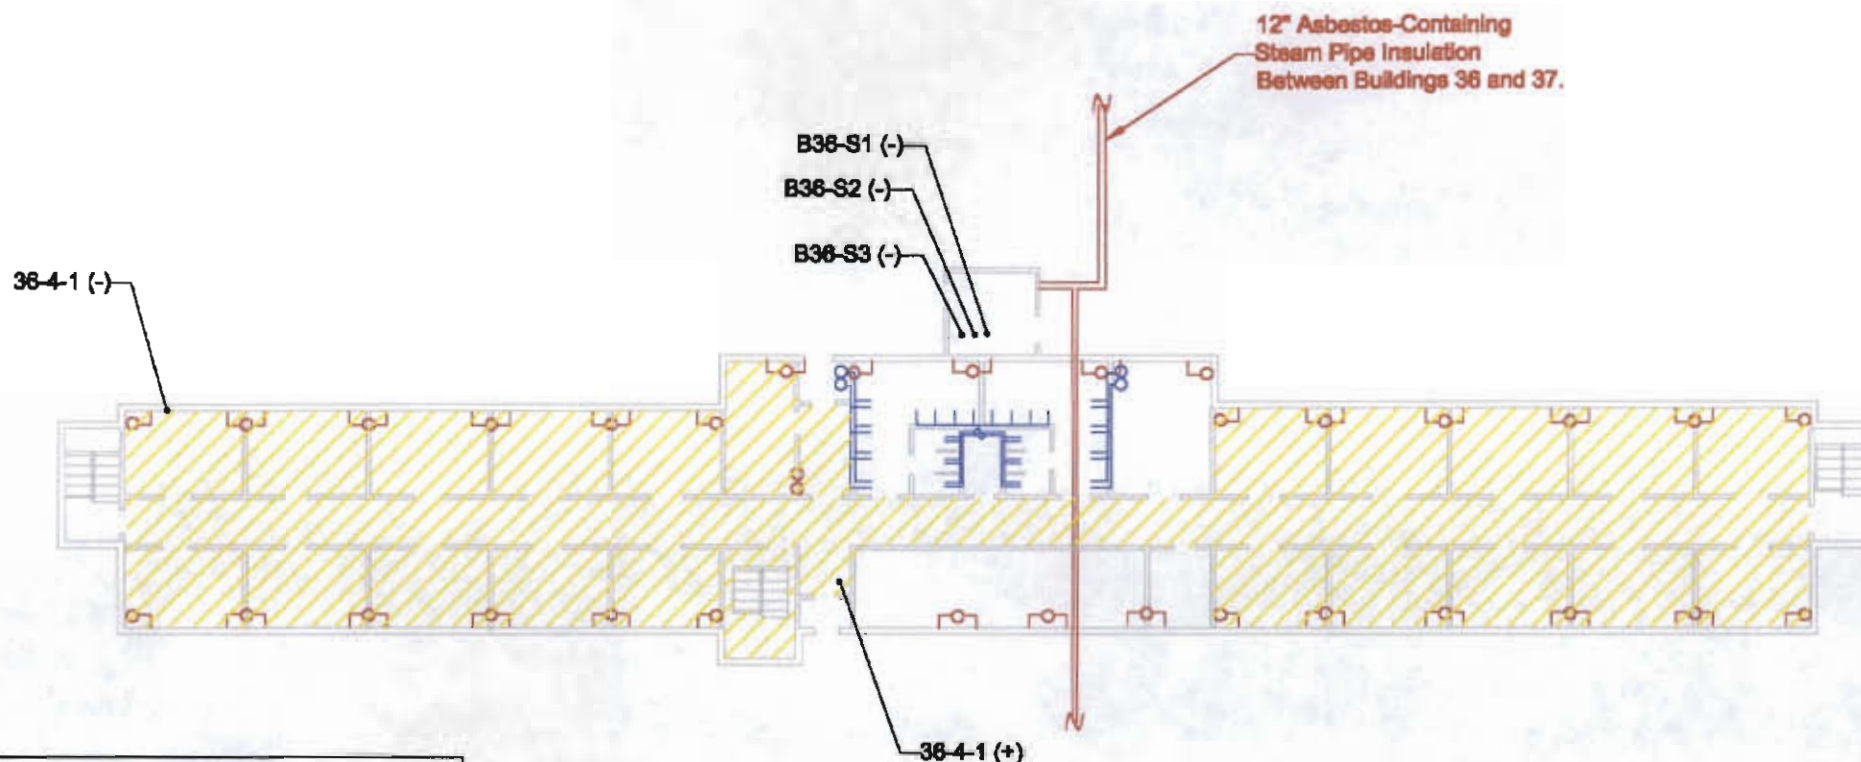 12" Asbestos-Containing
Steam Pipe Insulation
Between Buildings 36 and 37.
B36-S1 (-)
B36-S2 (-)
B36-S3 (-)
36-4-1 (-)
36-4-1 (+)